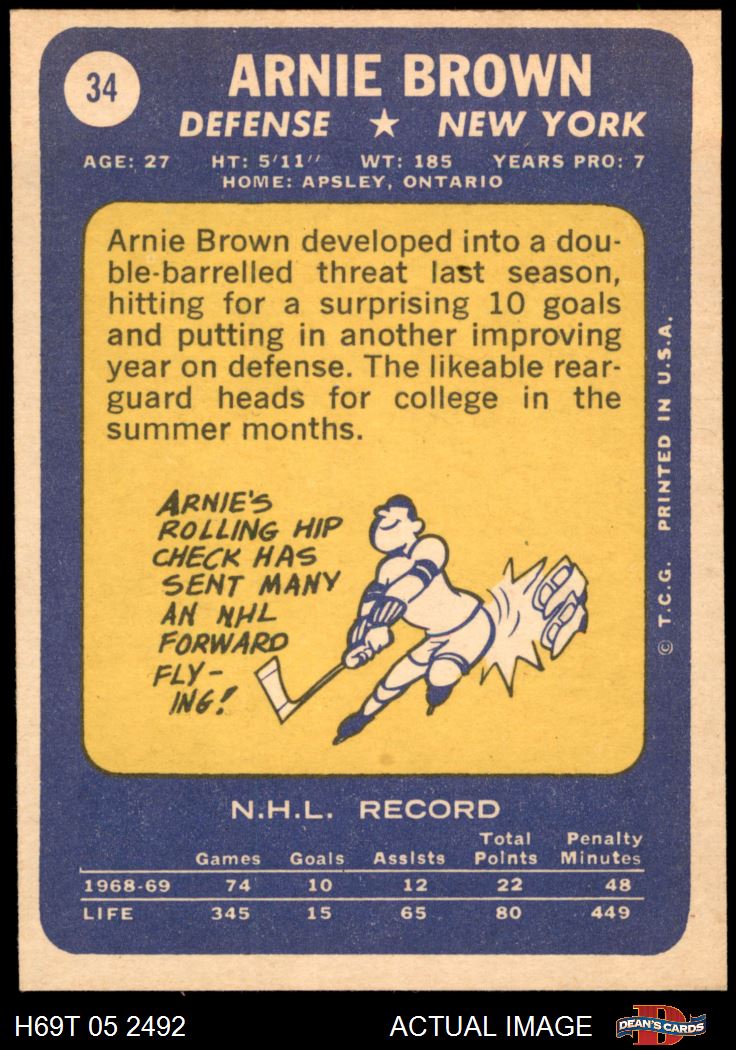 34
ARNIE BROWN
DEFENSE ★ NEW YORK
AGE: 27 HT: 5'11" WT: 185 YEARS PRO: 7
HOME: APSLEY, ONTARIO
Arnie Brown developed into a dou-
ble-barrelled threat last season,
hitting for a surprising 10 goals
and putting in another improving
year on defense. The likeable rear-
guard heads for college in the
summer months.
ARNIE'S
ROLLING HIP
CHECK HAS
SENT MANY
AN NHL
FORWARD
FLY-
ING!
© T.C.G. PRINTED IN U.S.A.
N.H.L. RECORD
Games Goals Assists Total Points Penalty Minutes
1968-69 74 10 12 22 48
LIFE 345 15 65 80 449
H69T 05 2492 ACTUAL IMAGE D DEAN'S CARDS